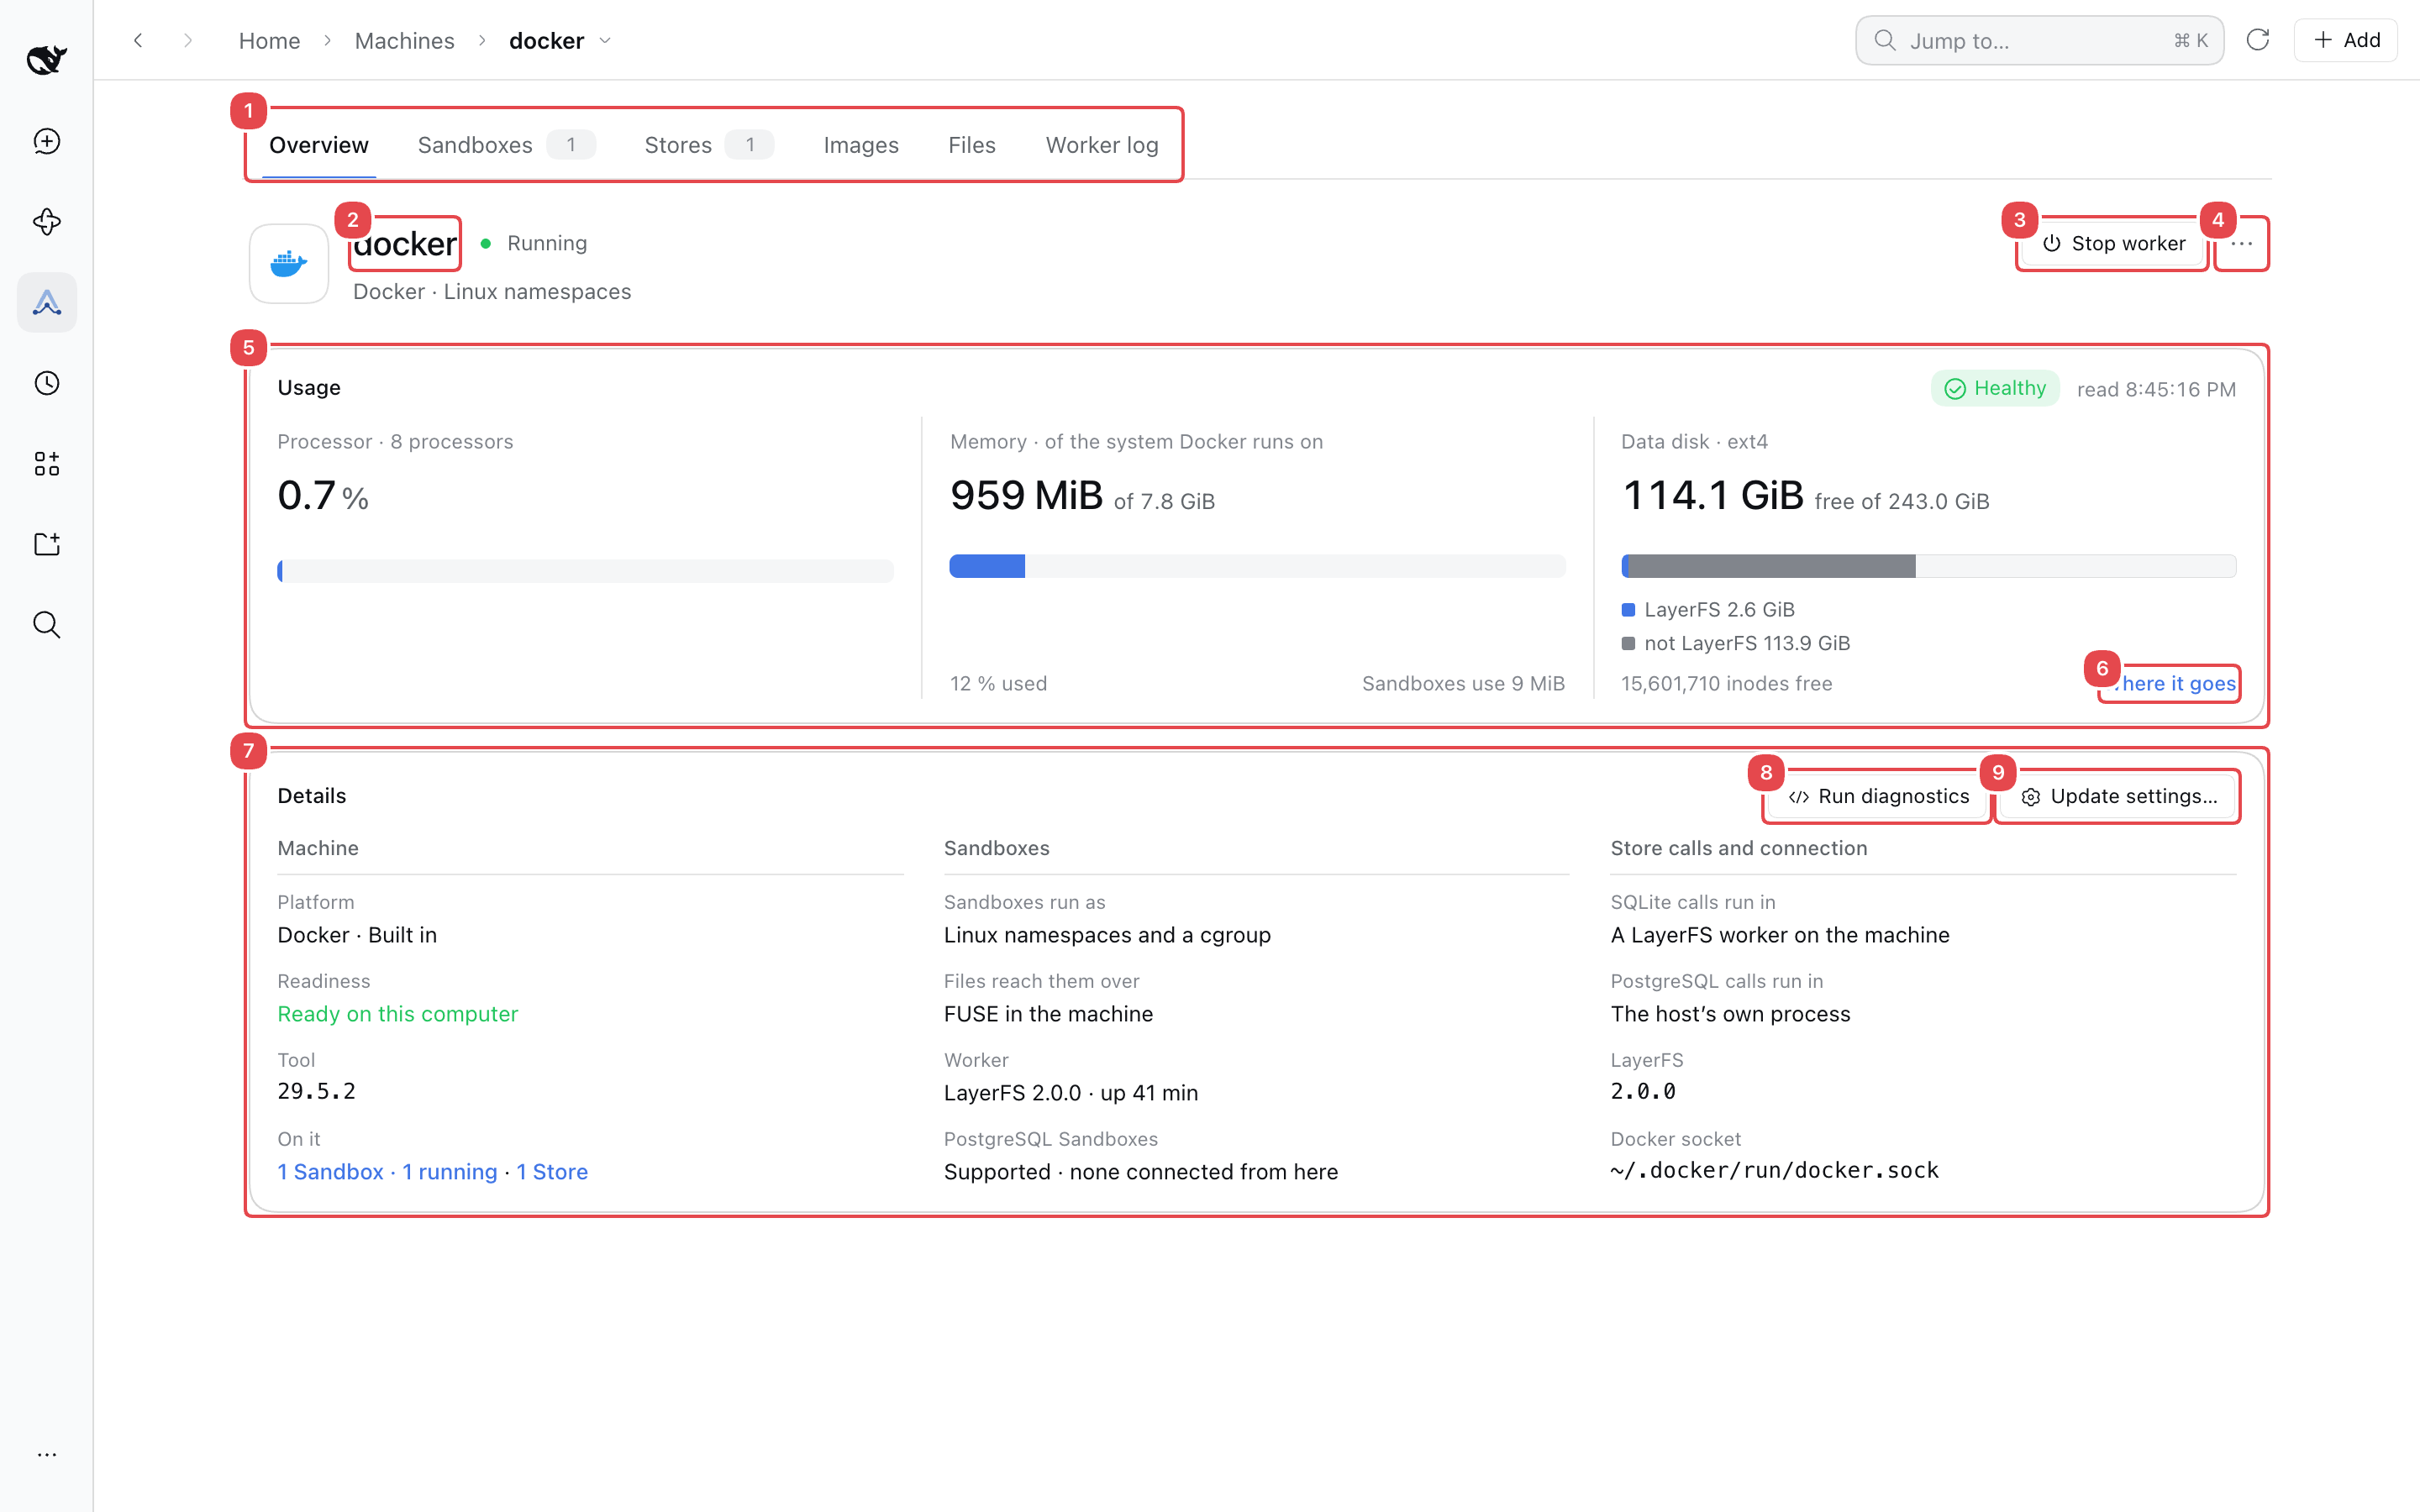 Home > Machines > docker
Jump to... ⌘ K
+ Add
1
Overview Sandboxes 1 Stores 1 Images Files Worker log
2 3 4
docker Running
Stop worker ...
Docker · Linux namespaces
5
Usage
Healthy read 8:45:16 PM
Processor · 8 processors
0.7 %
Memory · of the system Docker runs on
959 MiB of 7.8 GiB
12 % used Sandboxes use 9 MiB
Data disk · ext4
114.1 GiB free of 243.0 GiB
LayerFS 2.6 GiB
not LayerFS 113.9 GiB
6
15,601,710 inodes free here it goes
7 8 9
Details
Run diagnostics Update settings...
Machine
Platform
Docker · Built in
Readiness
Ready on this computer
Tool
29.5.2
On it
1 Sandbox · 1 running · 1 Store
Sandboxes
Sandboxes run as
Linux namespaces and a cgroup
Files reach them over
FUSE in the machine
Worker
LayerFS 2.0.0 · up 41 min
PostgreSQL Sandboxes
Supported · none connected from here
Store calls and connection
SQLite calls run in
A LayerFS worker on the machine
PostgreSQL calls run in
The host’s own process
LayerFS
2.0.0
Docker socket
~/.docker/run/docker.sock